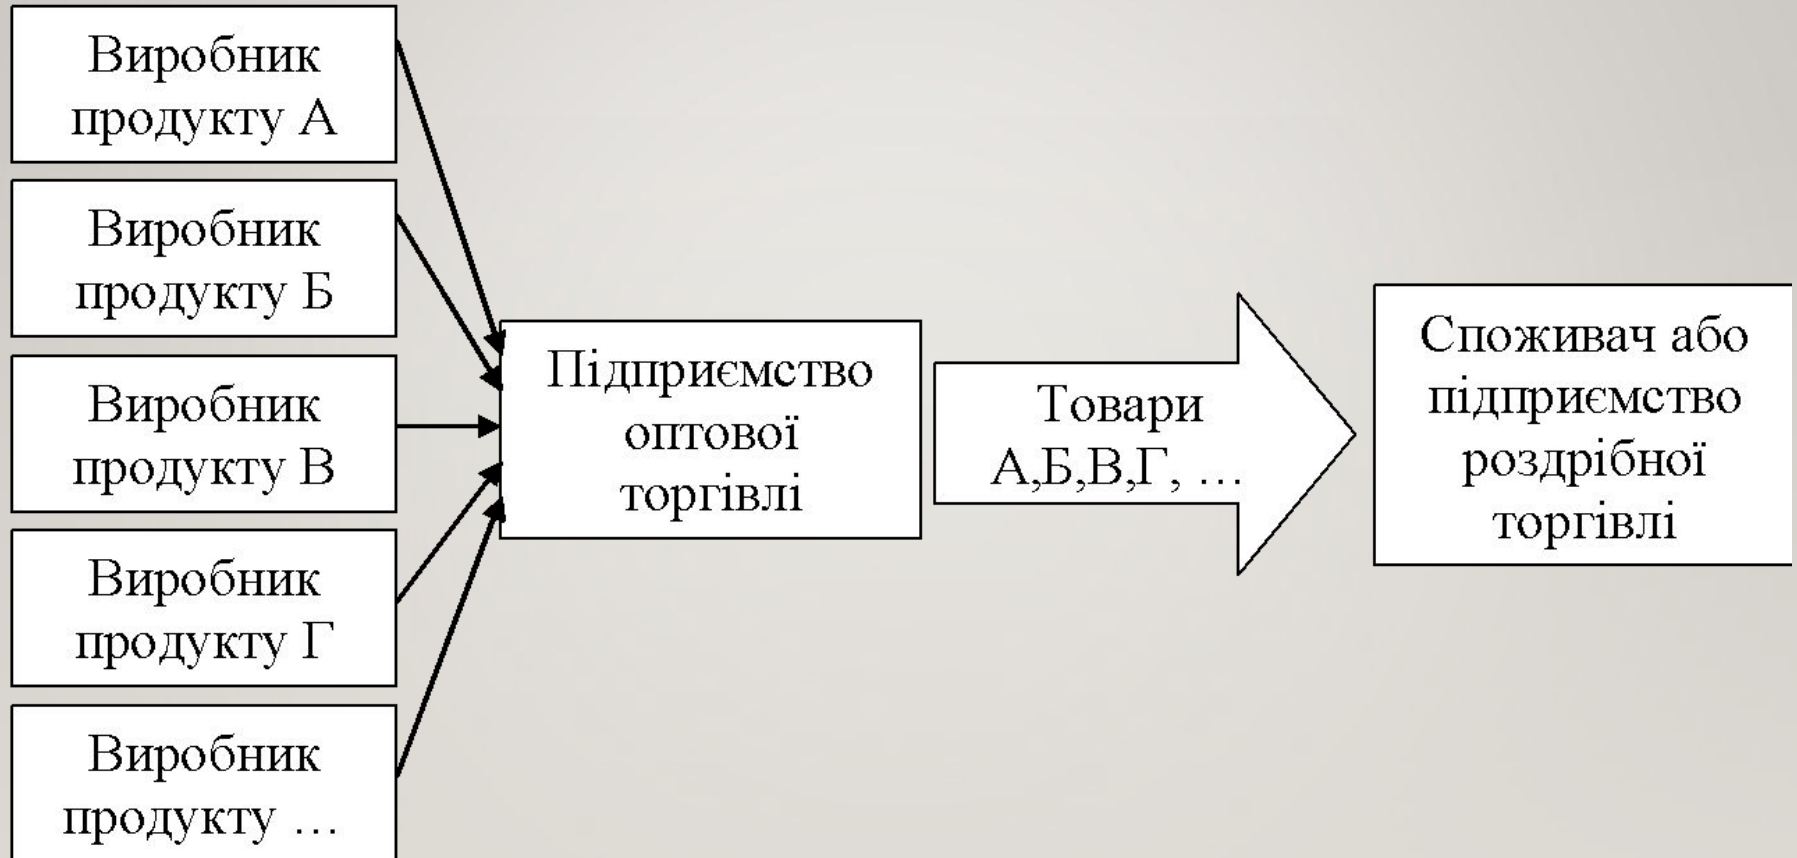 Виробник
продукту А
Виробник
продукту Б
Виробник
продукту В
Виробник
продукту Г
Виробник
продукту …
Підприємство
оптової
торгівлі
Товари
А,Б,В,Г, …
Споживач або
підприємство
роздрібної
торгівлі